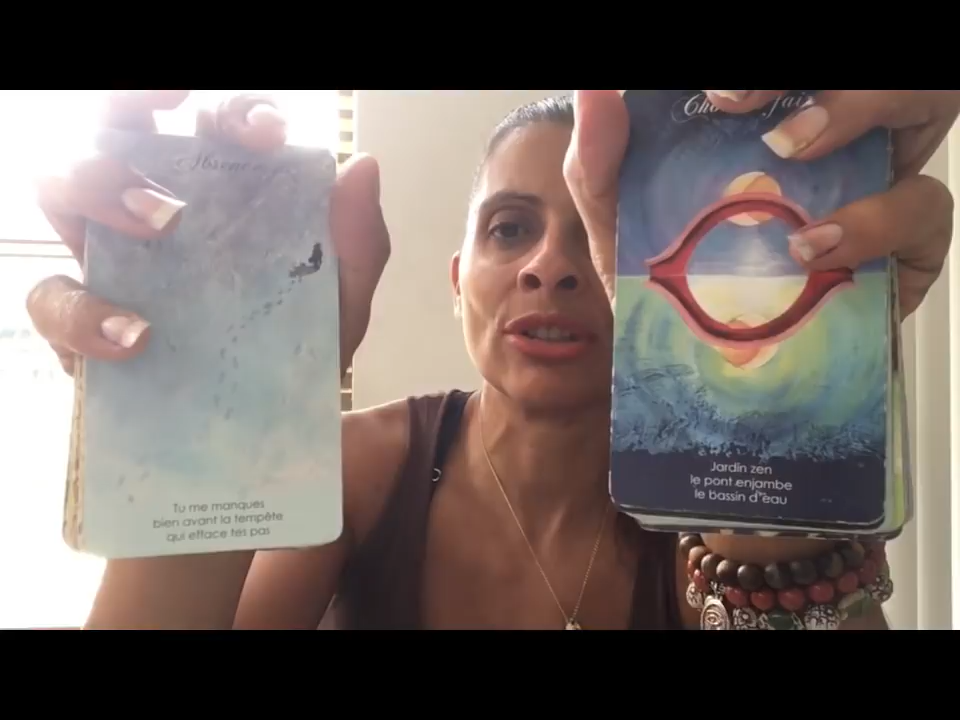 Tu me manques
bien avant la tempête
qui efface tes pas
Jardin zen
le pont enjambe
le bassin d'eau